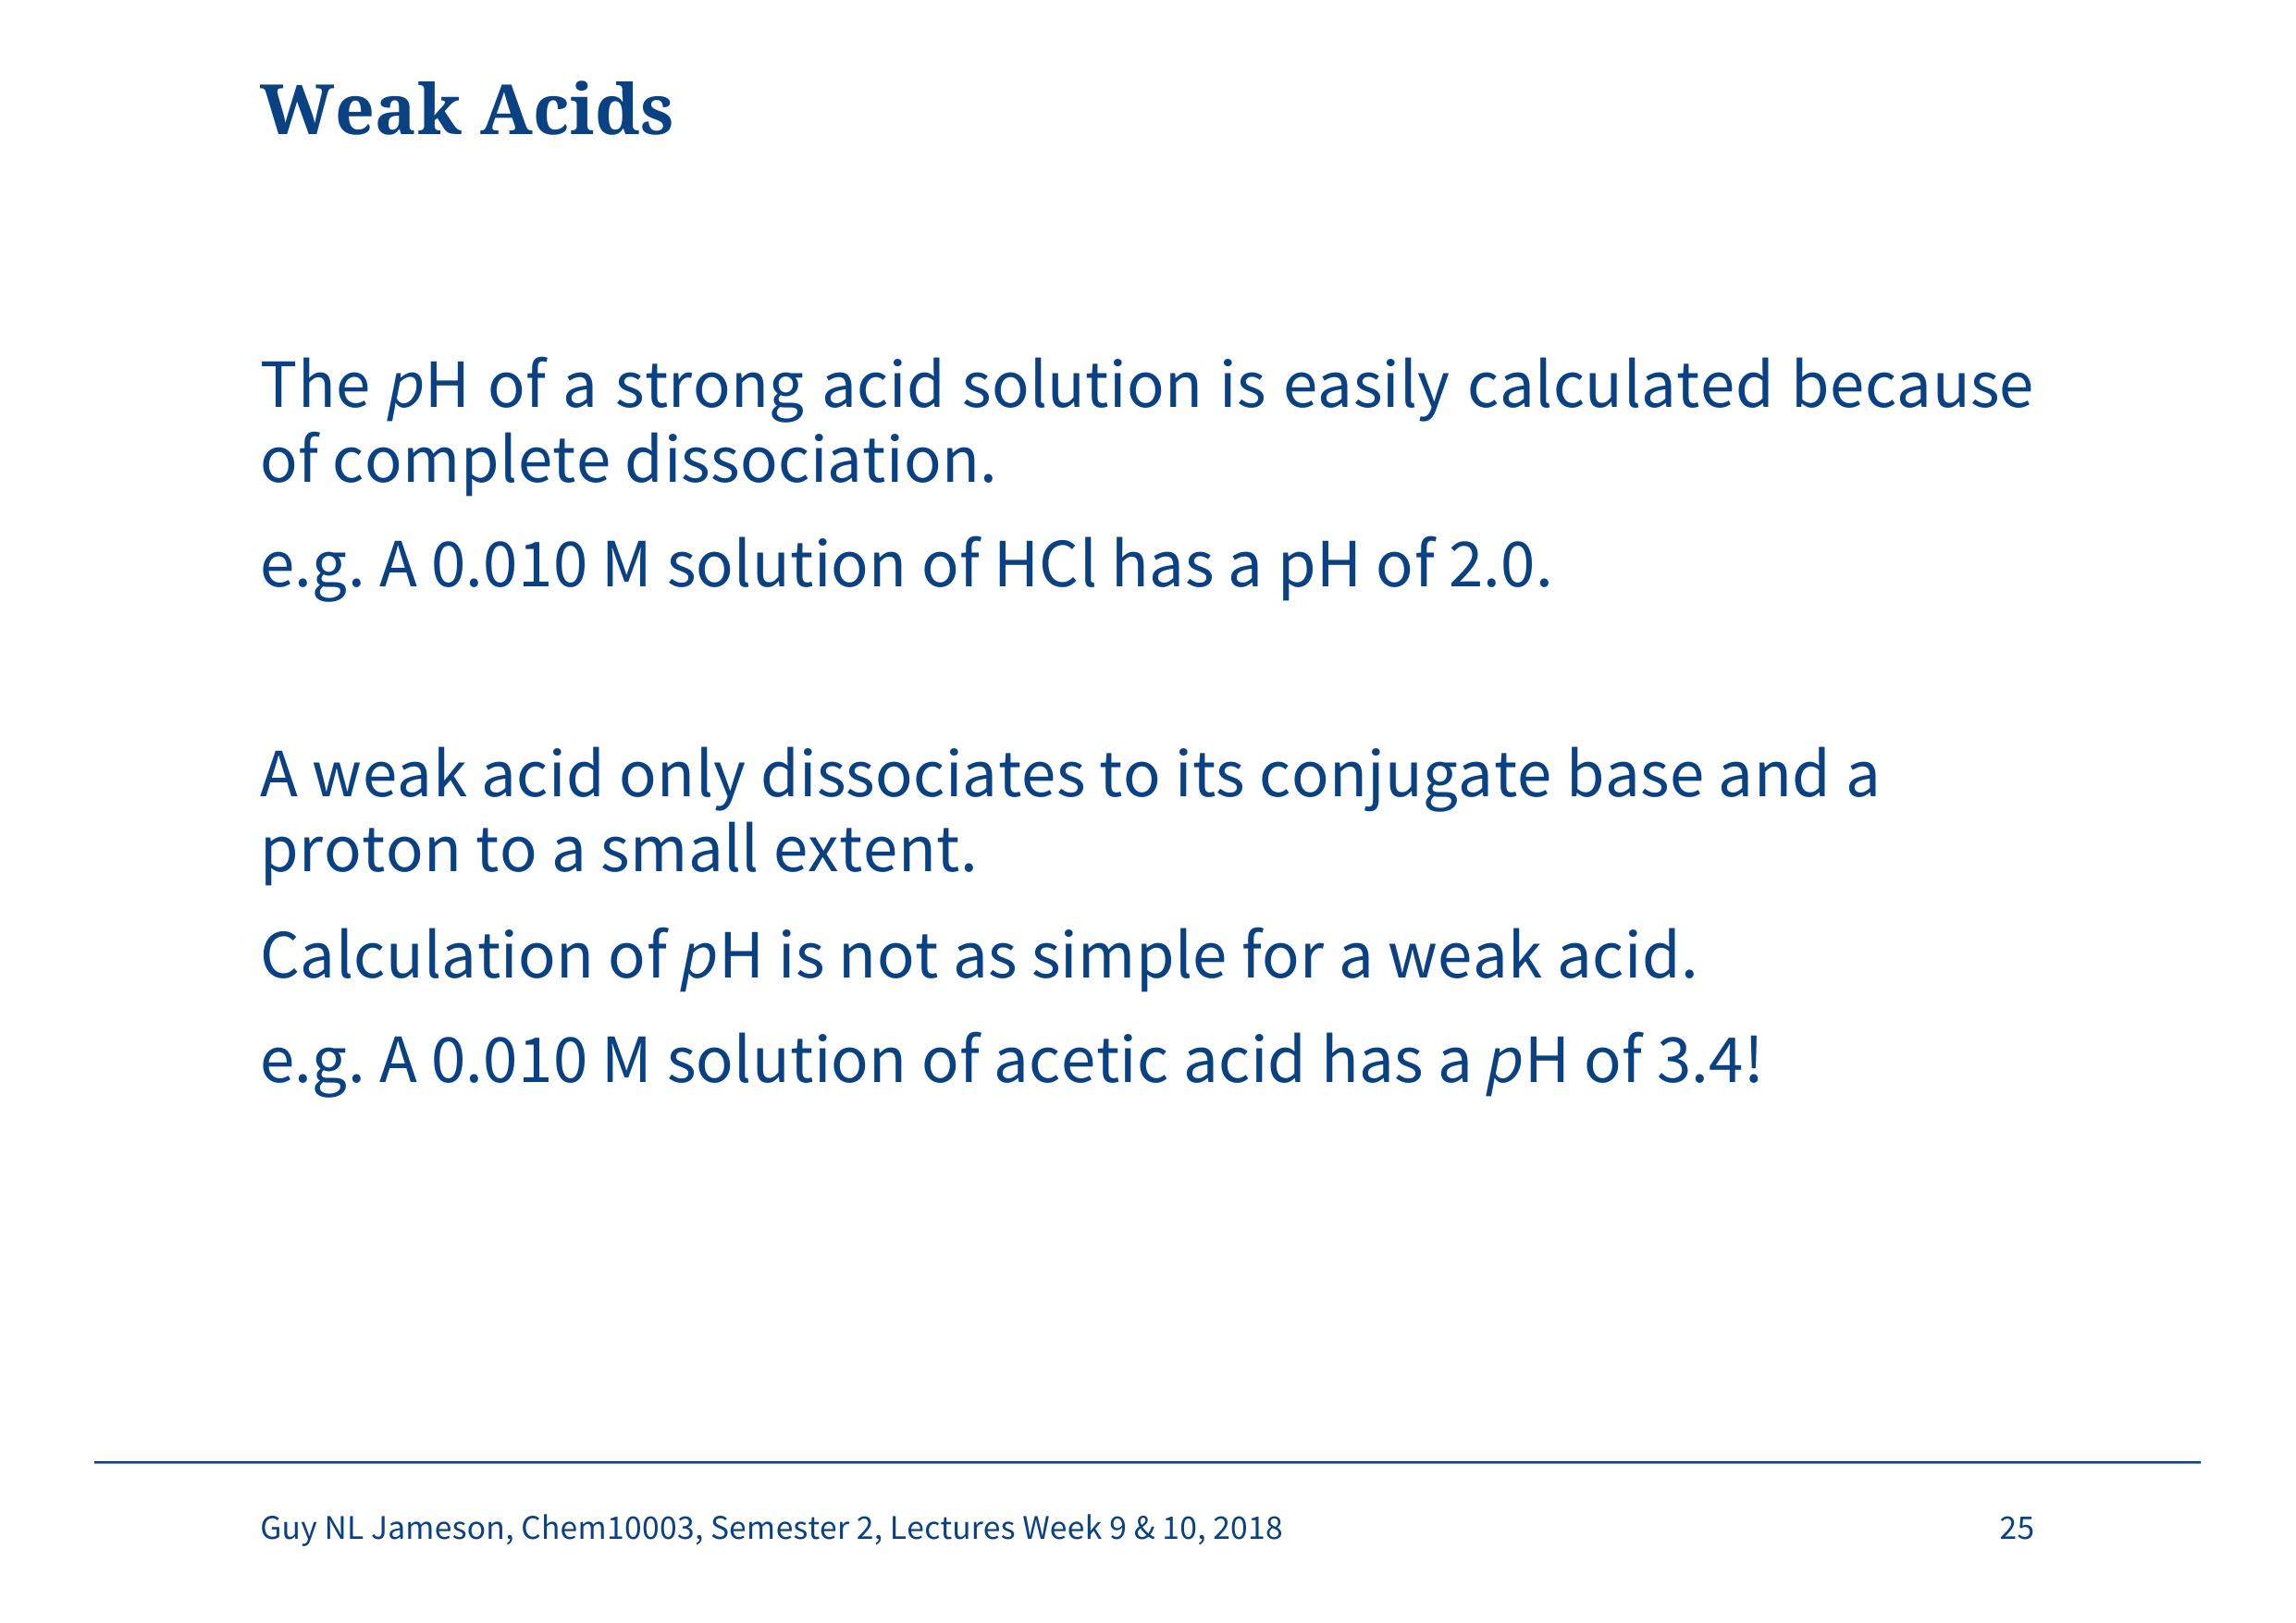 Weak Acids
The pH of a strong acid solution is easily calculated because
of complete dissociation.
e.g. A 0.010 M solution of HCl has a pH of 2.0.
A weak acid only dissociates to its conjugate base and a
proton to a small extent.
Calculation of pH is not as simple for a weak acid.
e.g. A 0.010 M solution of acetic acid has a pH of 3.4!
Guy NL Jameson, Chem10003, Semester 2, Lectures Week 9 & 10, 2018 25